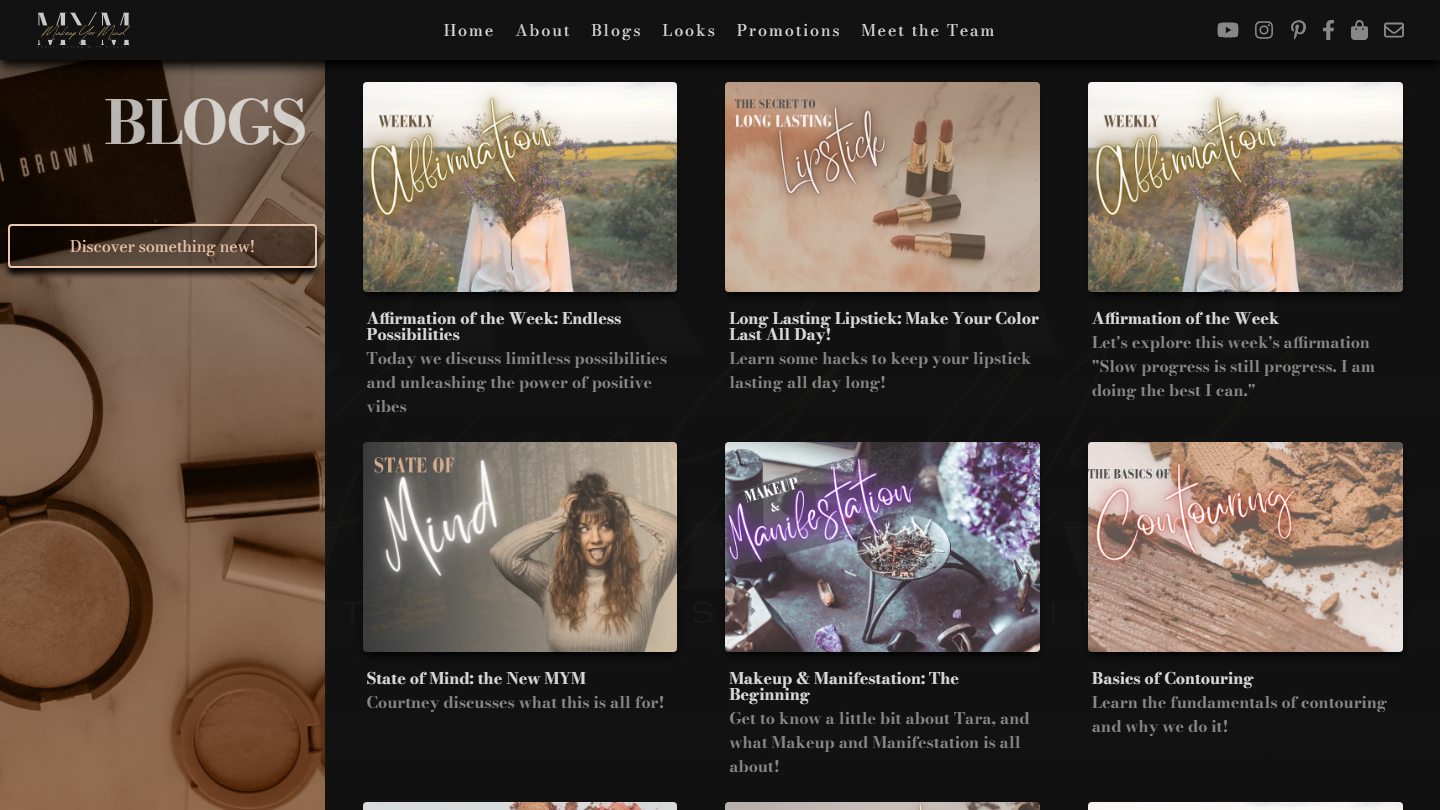 MYM
Makeup Yer Mind
Home About Blogs Looks Promotions Meet the Team
BLOGS
BROWN
Discover something new!
WEEKLY
Affirmation
THE SECRET TO
LONG LASTING
Lipstick
WEEKLY
Affirmation
Affirmation of the Week: Endless
Possibilities
Today we discuss limitless possibilities
and unleashing the power of positive
vibes
Long Lasting Lipstick: Make Your Color
Last All Day!
Learn some hacks to keep your lipstick
lasting all day long!
Affirmation of the Week
Let's explore this week's affirmation
"Slow progress is still progress. I am
doing the best I can."
STATE OF
Mind
MAKEUP
&
Manifestation
THE BASICS OF
Contouring
State of Mind: the New MYM
Courtney discusses what this is all for!
Makeup & Manifestation: The
Beginning
Get to know a little bit about Tara, and
what Makeup and Manifestation is all
about!
Basics of Contouring
Learn the fundamentals of contouring
and why we do it!